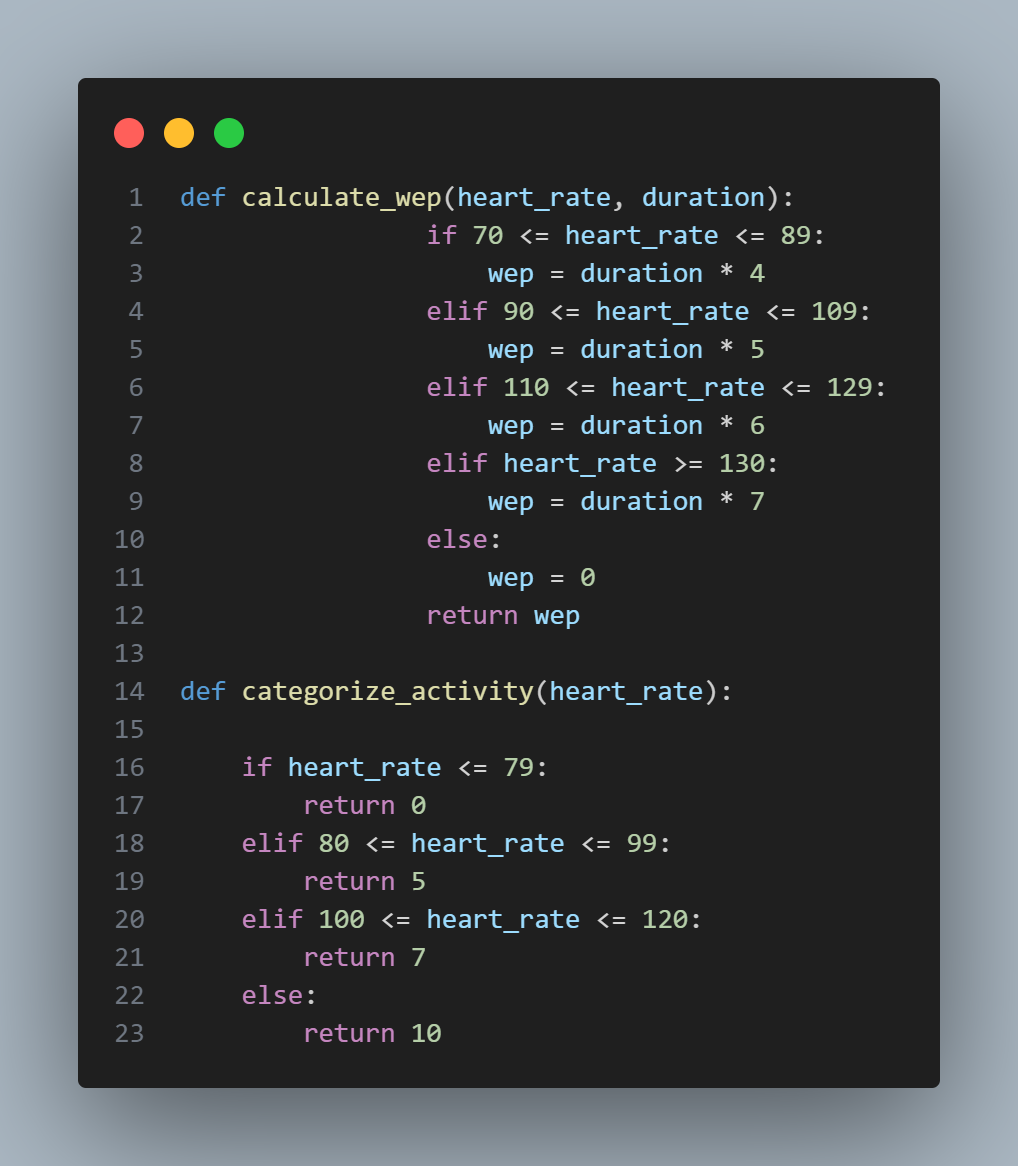 1 def calculate_wep(heart_rate, duration):
2                 if 70 <= heart_rate <= 89:
3                     wep = duration * 4
4                 elif 90 <= heart_rate <= 109:
5                     wep = duration * 5
6                 elif 110 <= heart_rate <= 129:
7                     wep = duration * 6
8                 elif heart_rate >= 130:
9                     wep = duration * 7
10                 else:
11                     wep = 0
12                 return wep
13
14 def categorize_activity(heart_rate):
15
16     if heart_rate <= 79:
17         return 0
18     elif 80 <= heart_rate <= 99:
19         return 5
20     elif 100 <= heart_rate <= 120:
21         return 7
22     else:
23         return 10